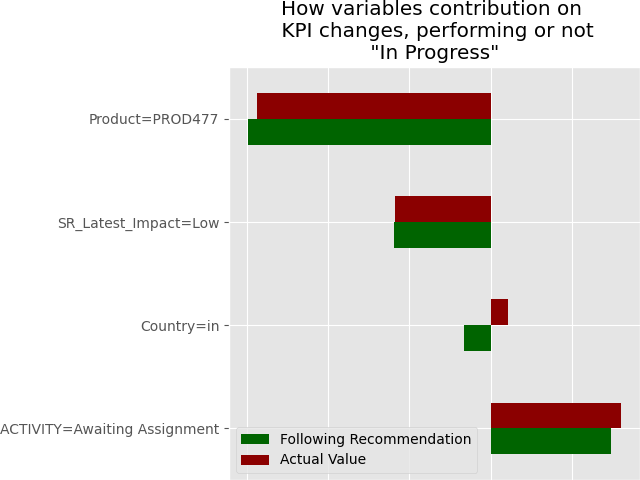 How variables contribution on
KPI changes, performing or not
"In Progress"
Product=PROD477
SR_Latest_Impact=Low
Country=in
ACTIVITY=Awaiting Assignment
Following Recommendation
Actual Value